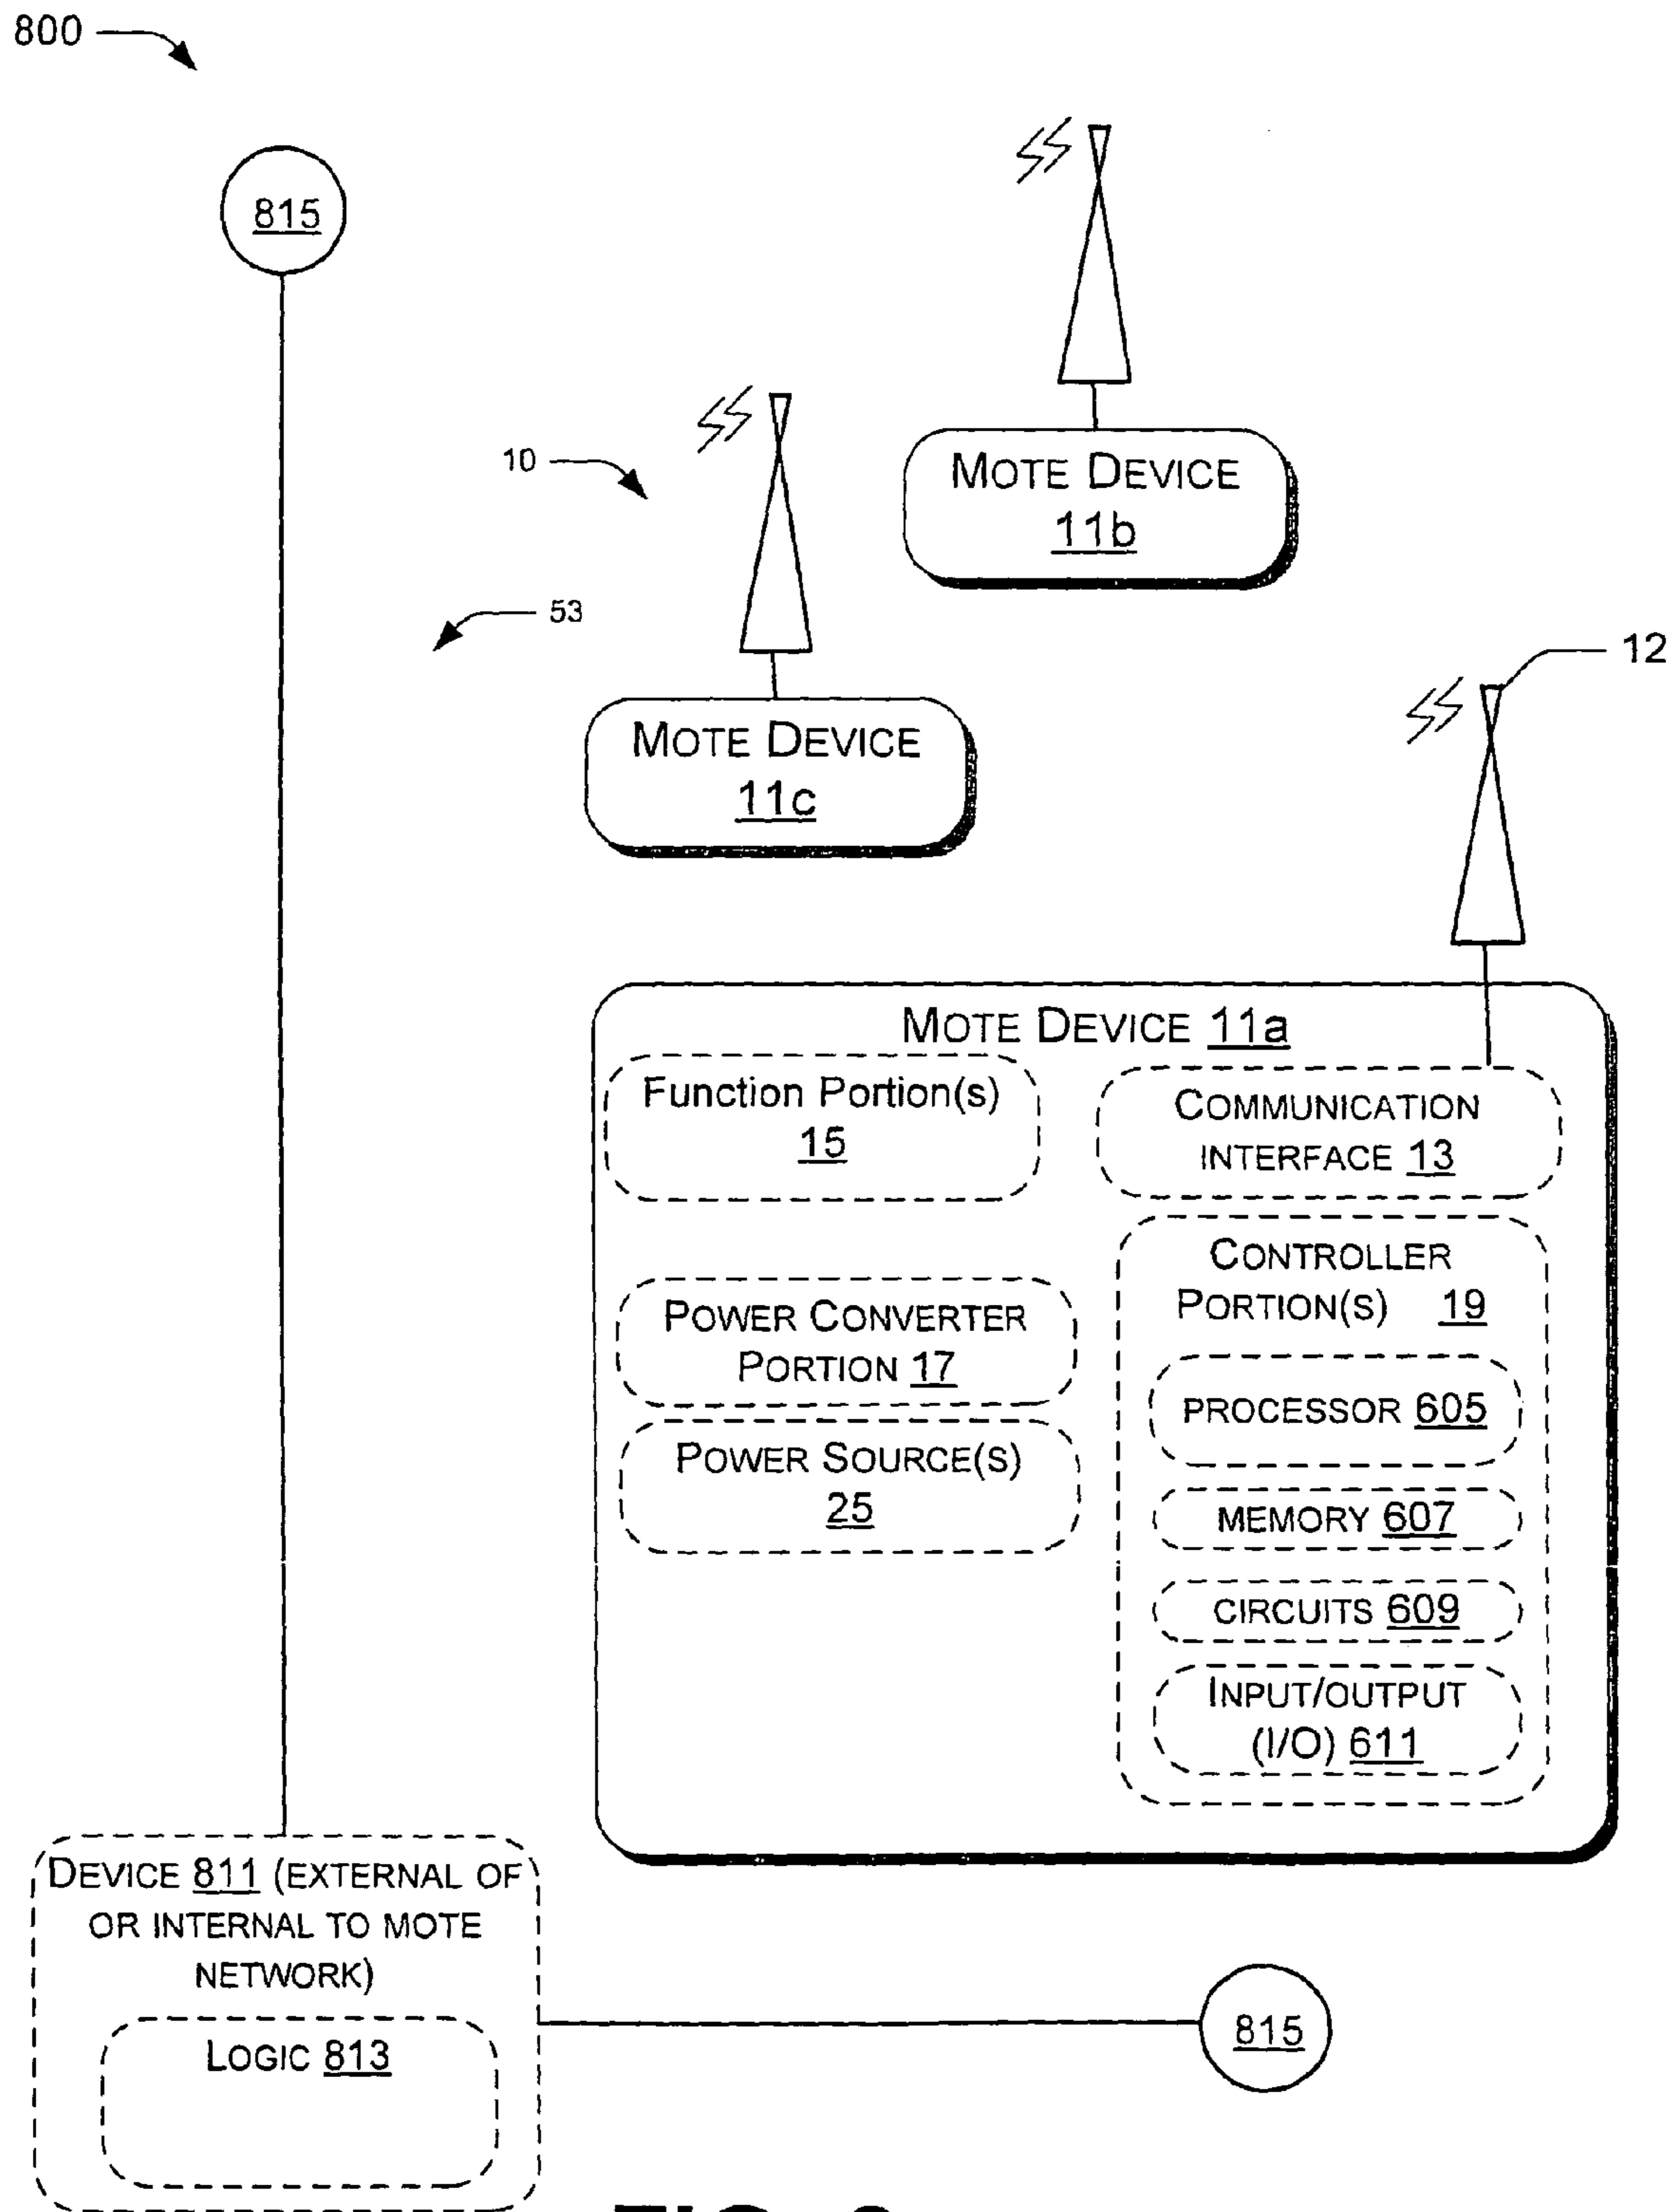 800
815
10
MOTE DEVICE
11b
53
12
MOTE DEVICE
11c
MOTE DEVICE 11a
Function Portion(s)
15
COMMUNICATION
INTERFACE 13
CONTROLLER
PORTION(S) 19
POWER CONVERTER
PORTION 17
PROCESSOR 605
POWER SOURCE(S)
25
MEMORY 607
CIRCUITS 609
INPUT/OUTPUT
(I/O) 611
DEVICE 811 (EXTERNAL OF
OR INTERNAL TO MOTE
NETWORK)
LOGIC 813
815